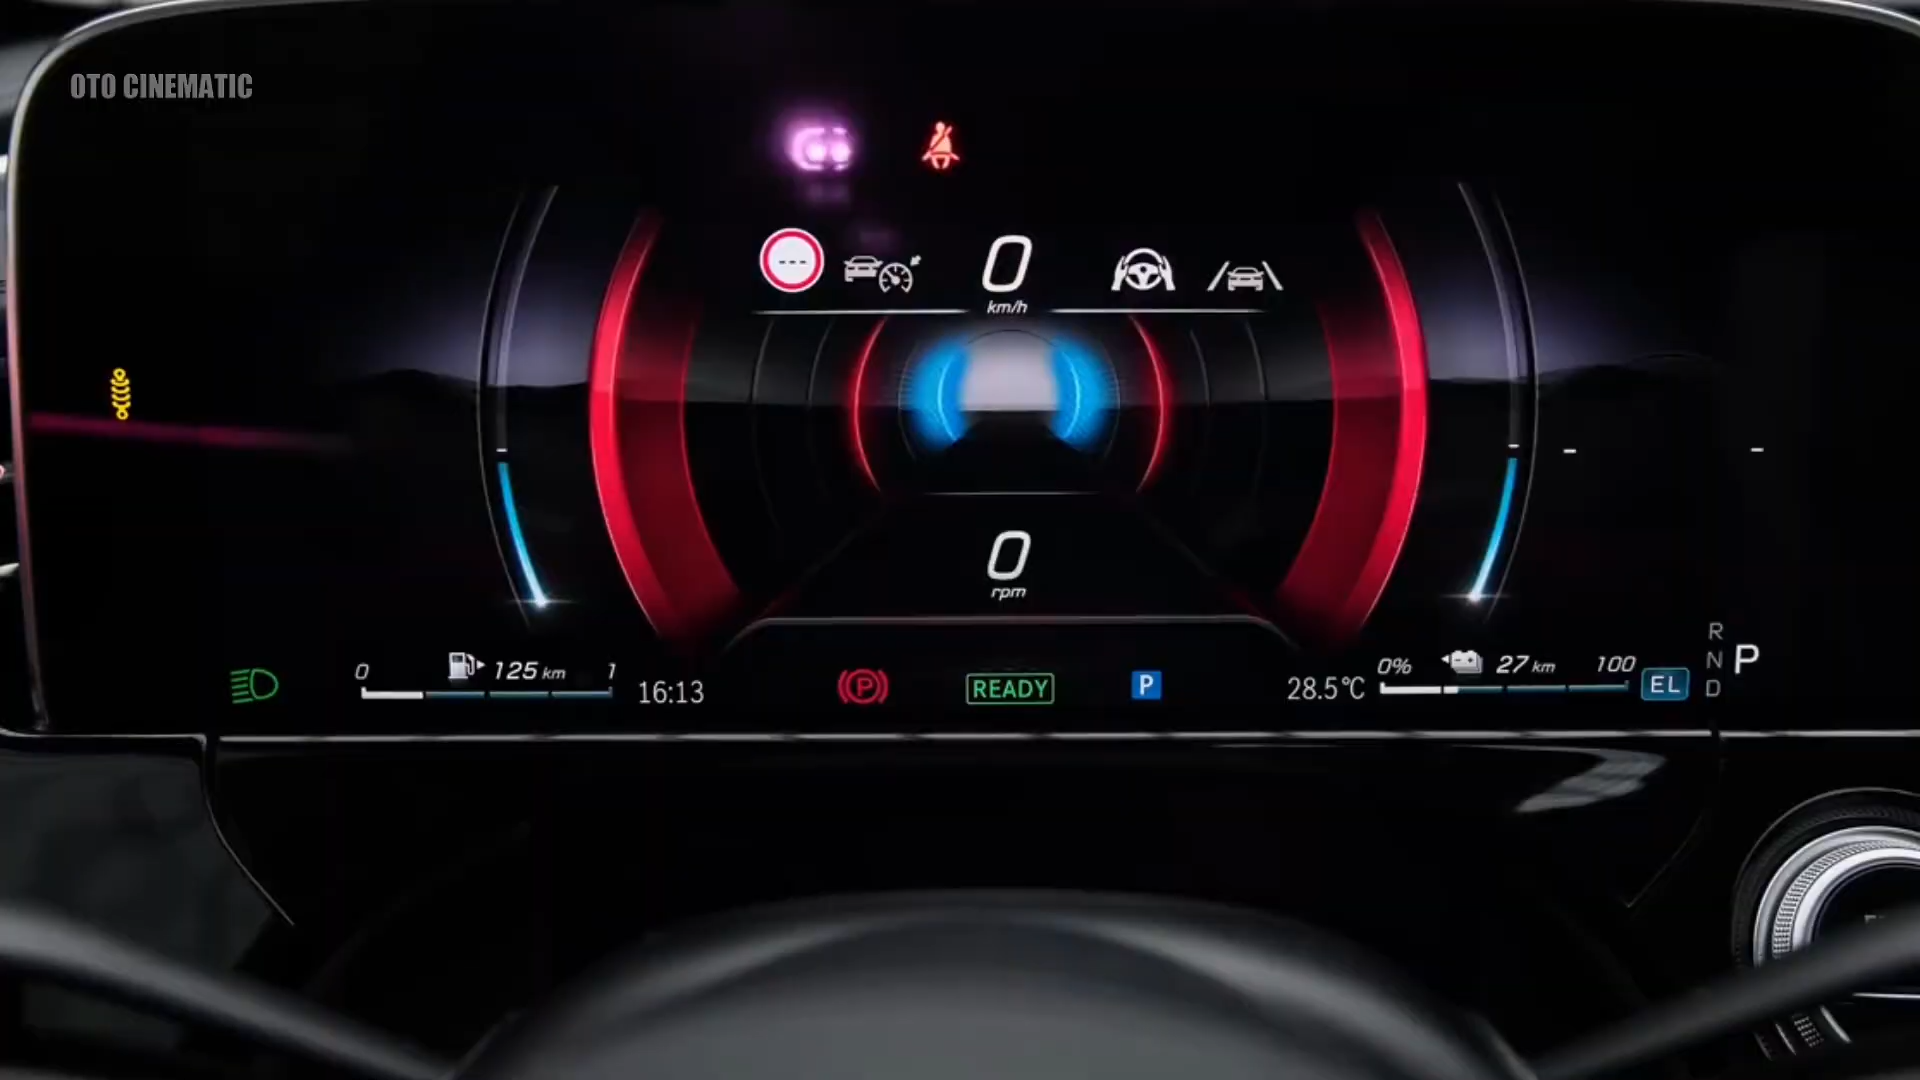 OTO CINEMATIC
0
km/h
0
rpm
0 125 km 1
16:13
P
READY
P
28.5°C
0% 27 km 100
EL
R
N
D
P